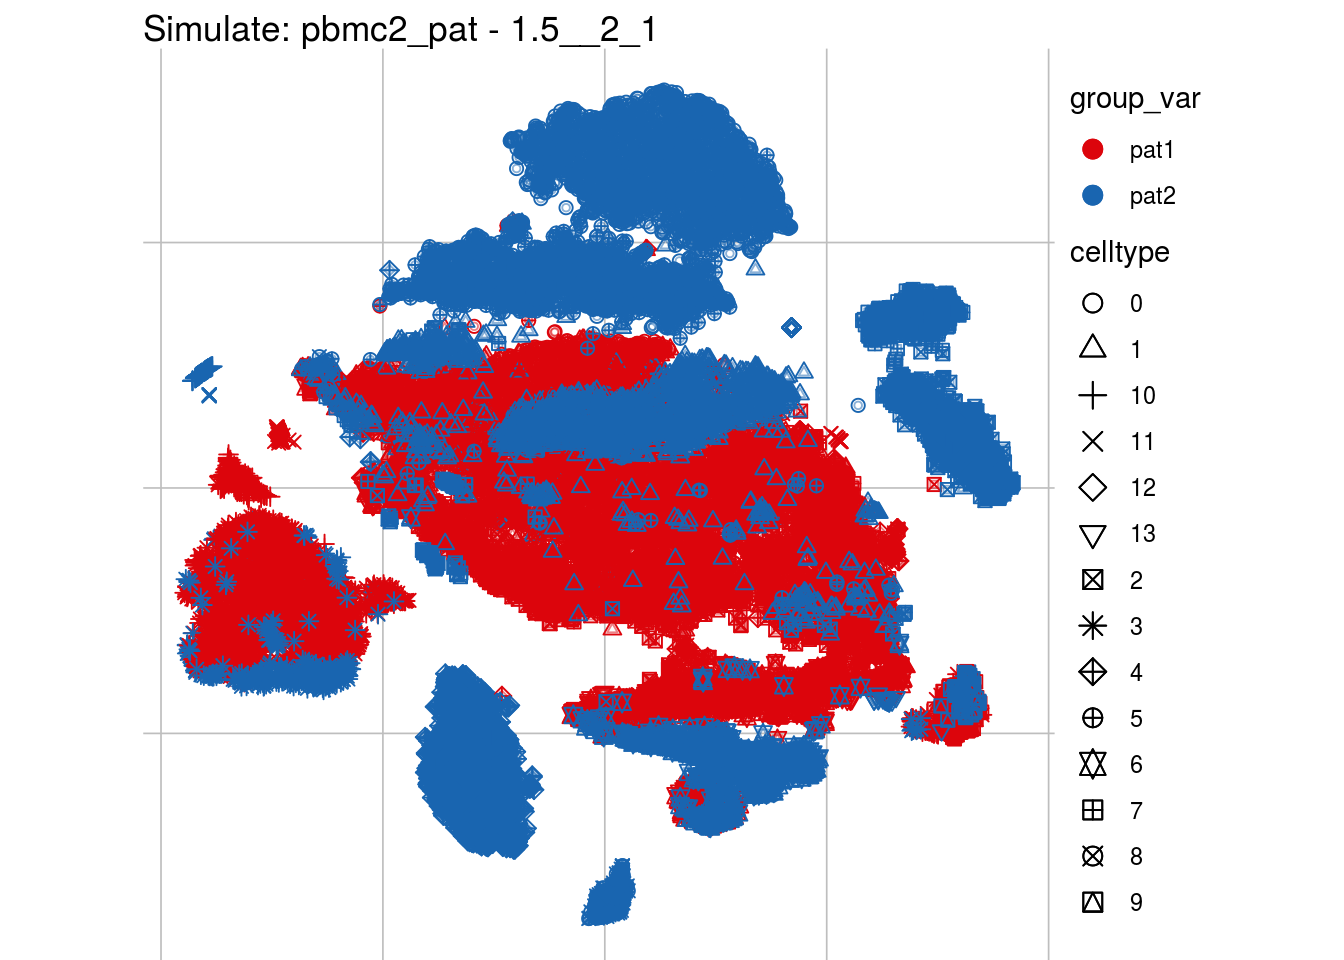 Simulate: pbmc2_pat - 1.5__2_1
group_var
pat1
pat2
celltype
0
1
10
11
12
13
2
3
4
5
6
7
8
9